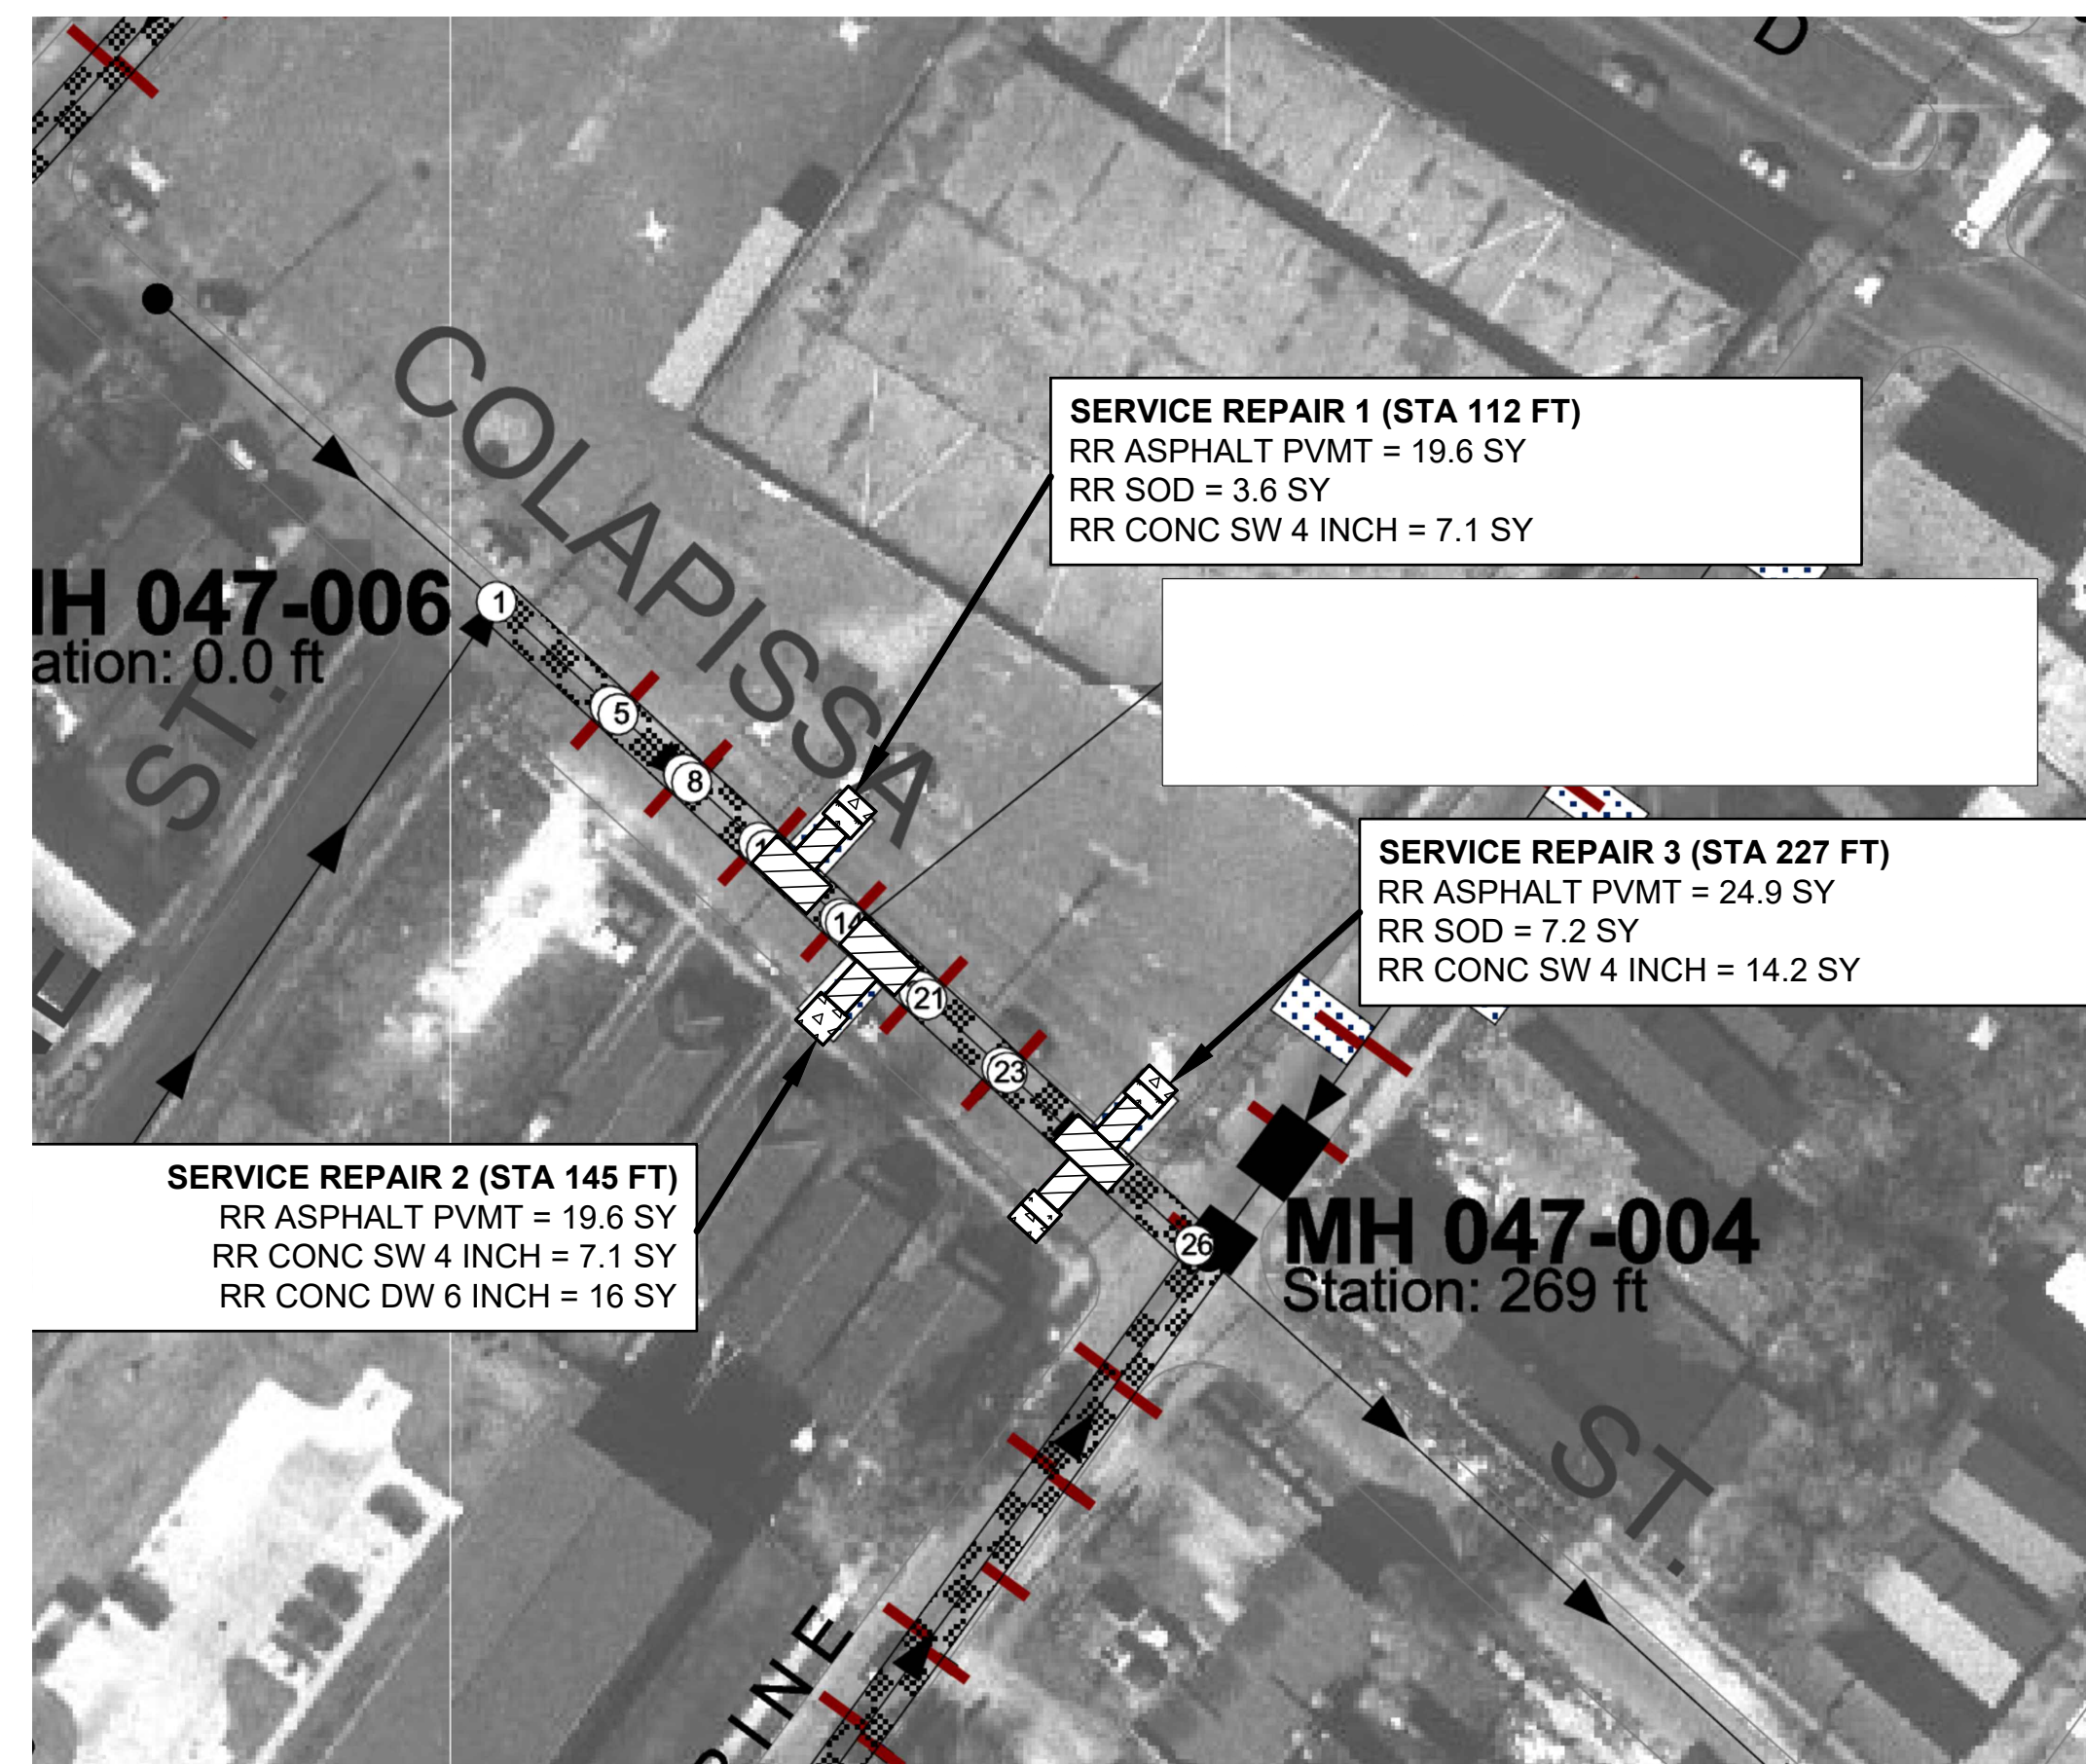 D
COLAPISSA
SERVICE REPAIR 1 (STA 112 FT)
RR ASPHALT PVMT = 19.6 SY
RR SOD = 3.6 SY
RR CONC SW 4 INCH = 7.1 SY
IH 047-006
ation: 0.0 ft
ST.
1
5
8
14
21
23
26
SERVICE REPAIR 3 (STA 227 FT)
RR ASPHALT PVMT = 24.9 SY
RR SOD = 7.2 SY
RR CONC SW 4 INCH = 14.2 SY
NE
SERVICE REPAIR 2 (STA 145 FT)
RR ASPHALT PVMT = 19.6 SY
RR CONC SW 4 INCH = 7.1 SY
RR CONC DW 6 INCH = 16 SY
MH 047-004
Station: 269 ft
ST.
PINE